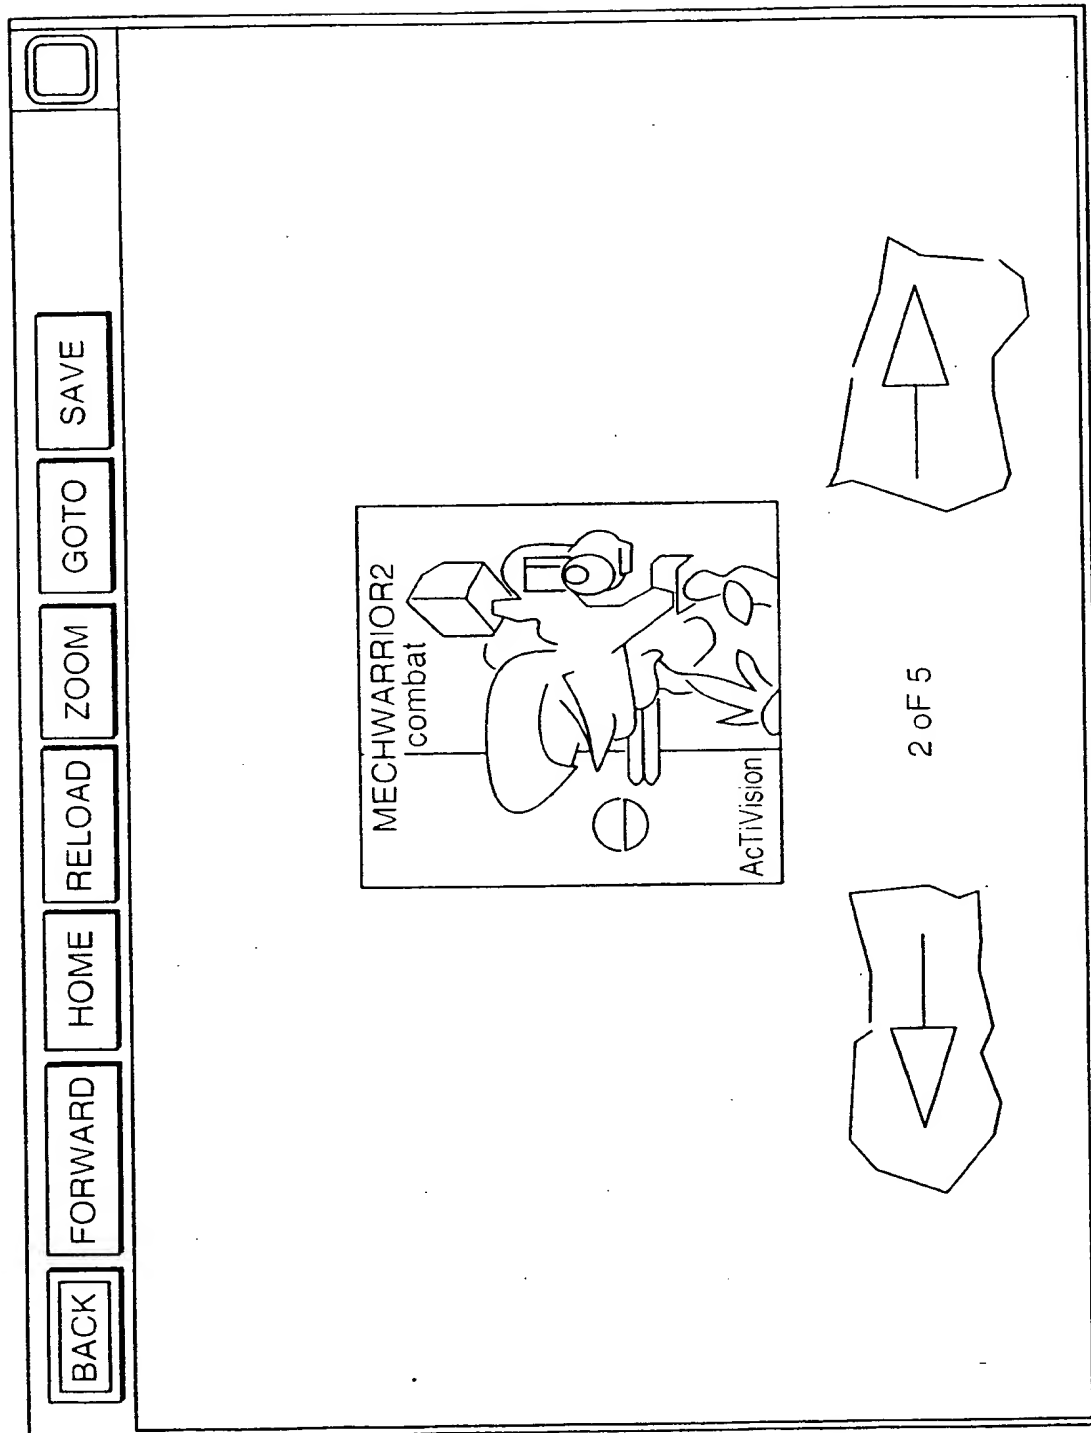 BACK
FORWARD
HOME
RELOAD
ZOOM
GOTO
SAVE
MECHWARRIOR2
combat
AcTiVision
2 oF 5